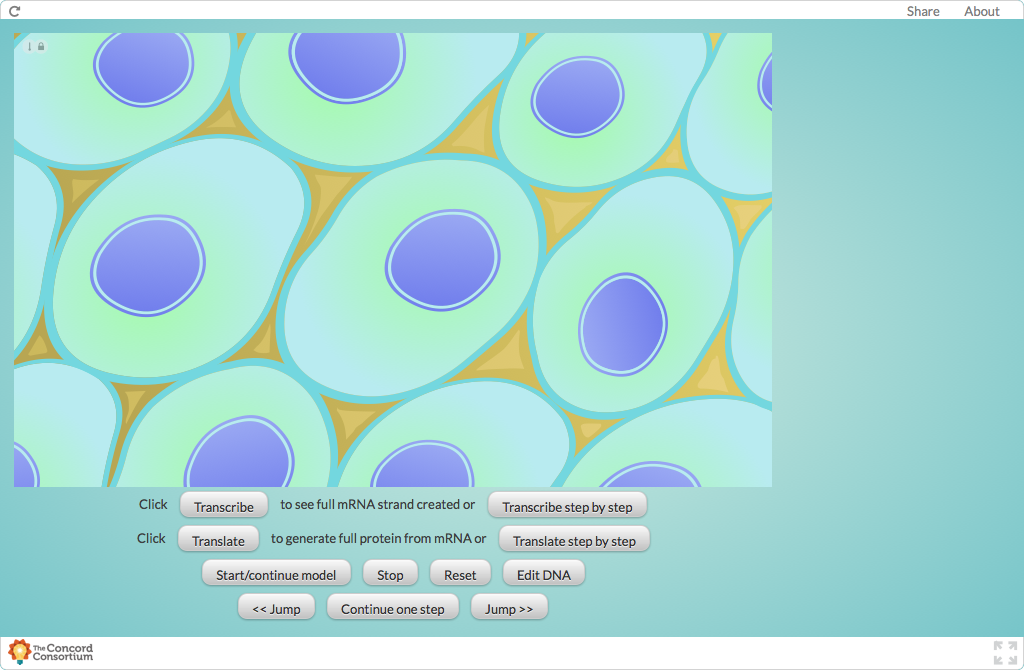 Share About
Click Transcribe to see full mRNA strand created or Transcribe step by step
Click Translate to generate full protein from mRNA or Translate step by step
Start/continue model Stop Reset Edit DNA
<< Jump Continue one step Jump >>
The Concord
Consortium